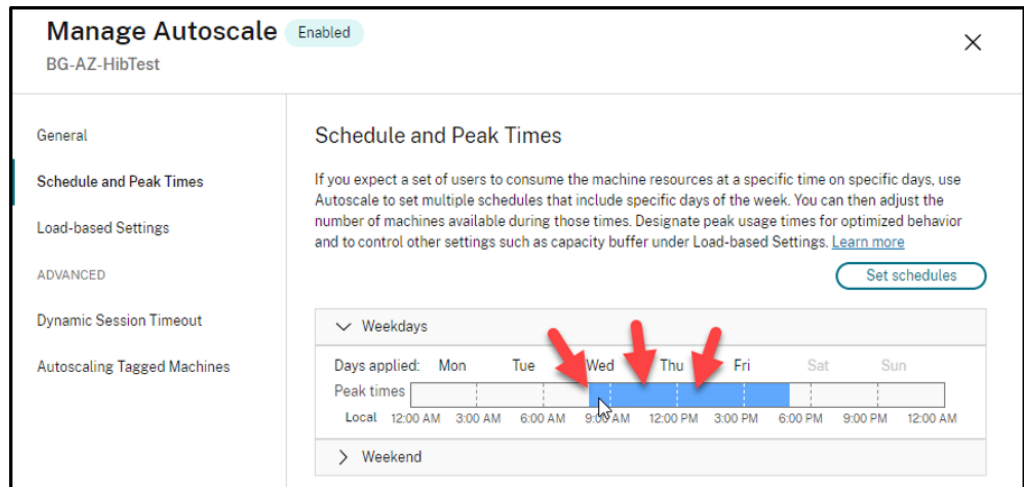 Manage Autoscale Enabled
BG-AZ-HibTest
General
Schedule and Peak Times
Load-based Settings
ADVANCED
Dynamic Session Timeout
Autoscaling Tagged Machines
Schedule and Peak Times
If you expect a set of users to consume the machine resources at a specific time on specific days, use
Autoscale to set multiple schedules that include specific days of the week. You can then adjust the
number of machines available during those times. Designate peak usage times for optimized behavior
and to control other settings such as capacity buffer under Load-based Settings. Learn more
Set schedules
Weekdays
Days applied: Mon Tue Wed Thu Fri Sat Sun
Peak times
Local 12:00 AM 3:00 AM 6:00 AM 9:00 AM 12:00 PM 3:00 PM 6:00 PM 9:00 PM 12:00 AM
Weekend